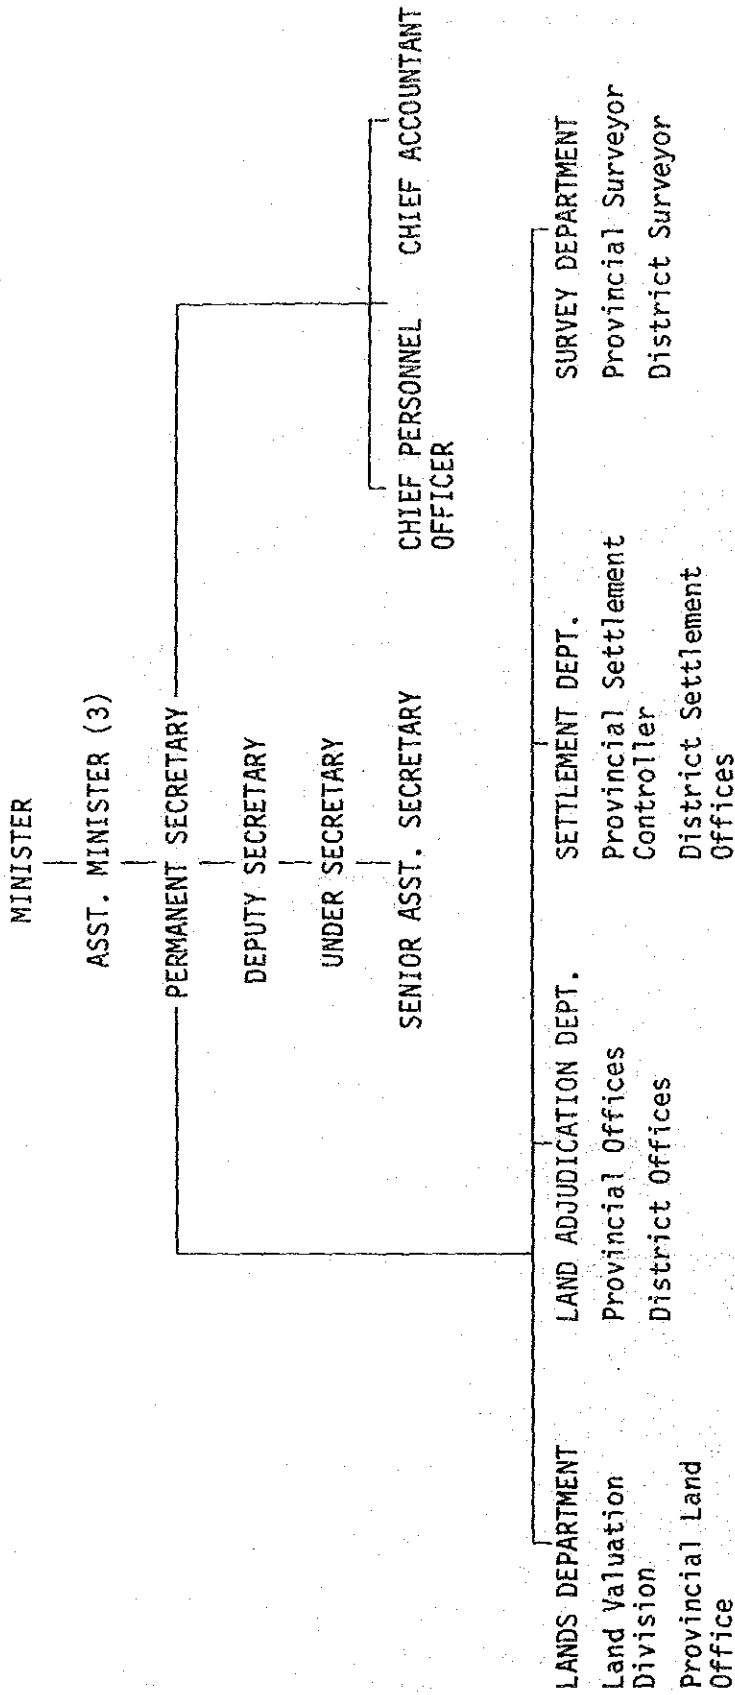 MINISTER
ASST. MINISTER (3)
PERMANENT SECRETARY
DEPUTY SECRETARY
UNDER SECRETARY
SENIOR ASST. SECRETARY
CHIEF PERSONNEL
OFFICER
CHIEF ACCOUNTANT
LANDS DEPARTMENT
Land Valuation
Division
Provincial Land
Office
LAND ADJUDICATION DEPT.
Provincial Offices
District Offices
SETTLEMENT DEPT.
Provincial Settlement
Controller
District Settlement
Offices
SURVEY DEPARTMENT
Provincial Surveyor
District Surveyor